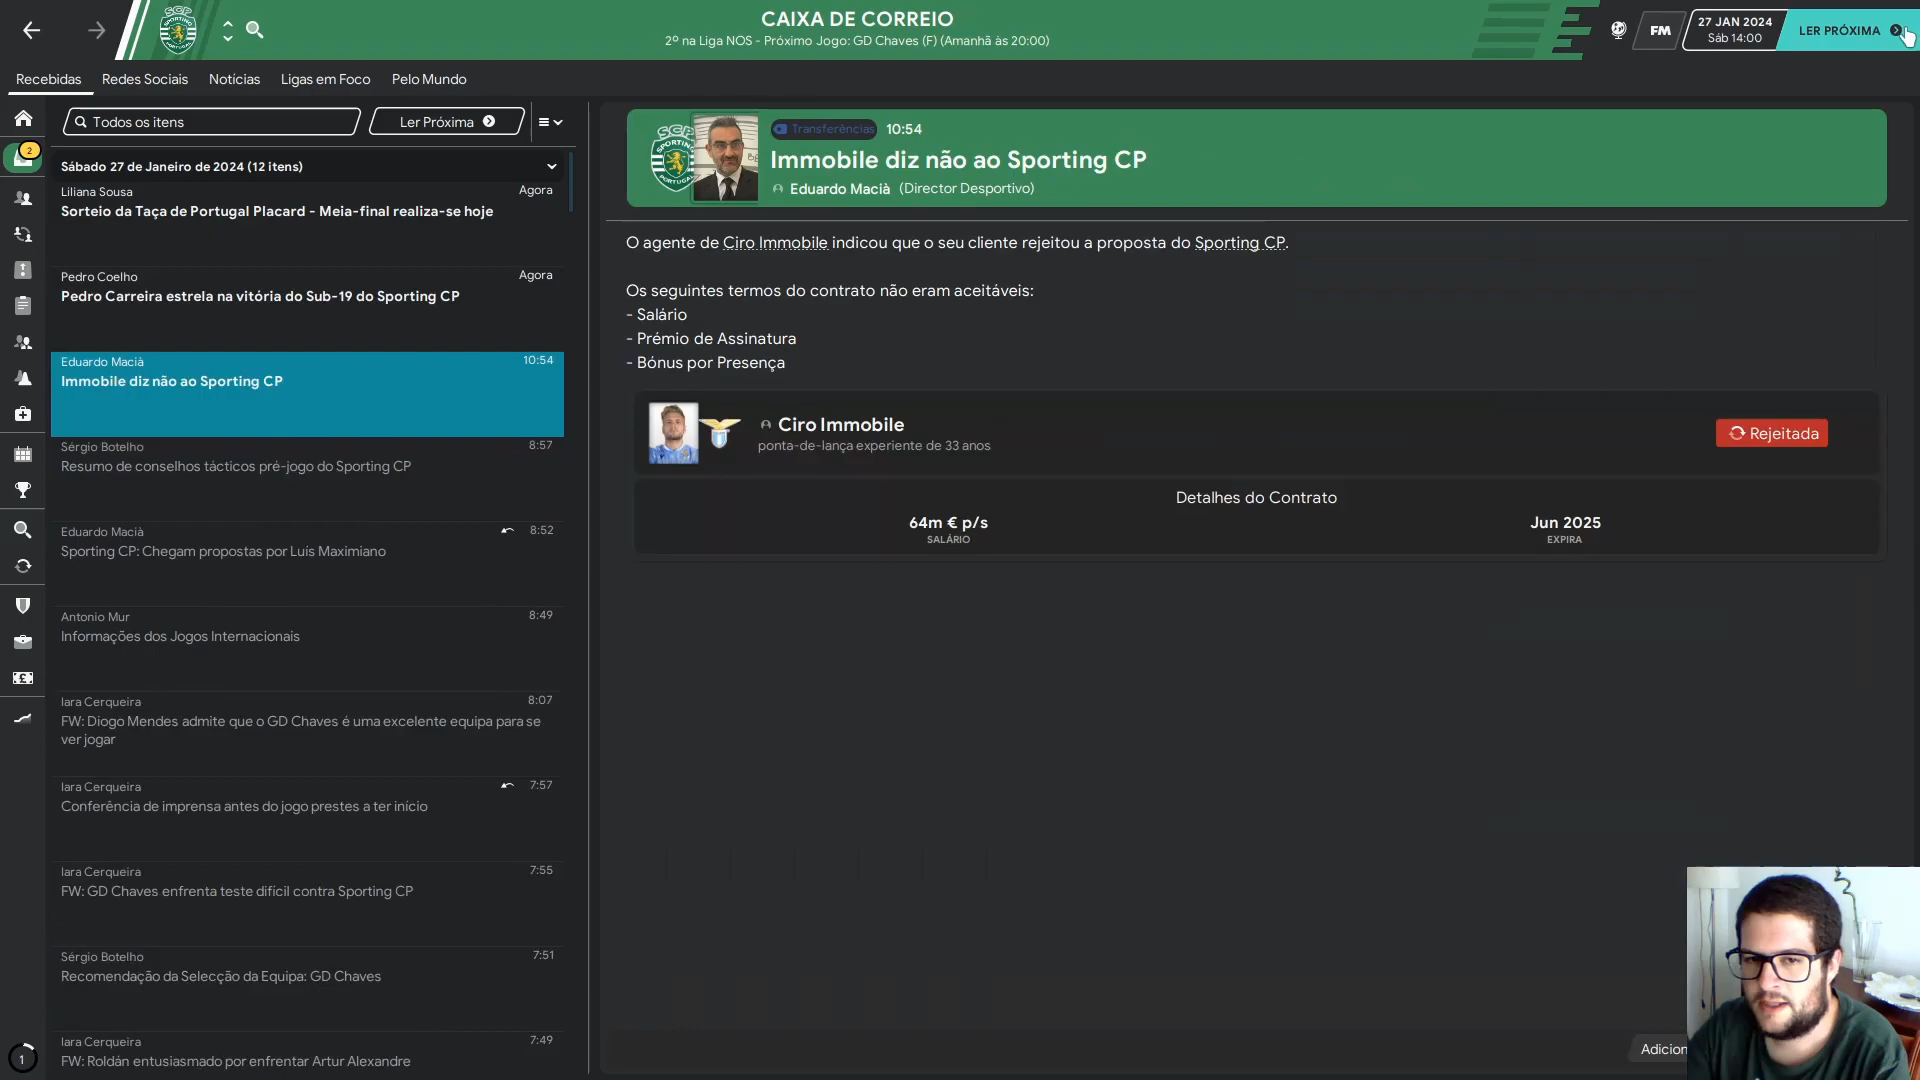 CAIXA DE CORREIO
2º na Liga NOS - Próximo Jogo: GD Chaves (F) (Amanhã às 20:00)
FM
27 JAN 2024
Sáb 14:00
LER PRÓXIMA
Recebidas
Redes Sociais
Notícias
Ligas em Foco
Pelo Mundo
Todos os itens
Ler Próxima
2
Sábado 27 de Janeiro de 2024 (12 itens)
Liliana Sousa
Agora
Sorteio da Taça de Portugal Placard - Meia-final realiza-se hoje
Pedro Coelho
Agora
Pedro Carreira estrela na vitória do Sub-19 do Sporting CP
Eduardo Macià
10:54
Immobile diz não ao Sporting CP
Sérgio Botelho
8:57
Resumo de conselhos tácticos pré-jogo do Sporting CP
Eduardo Macià
8:52
Sporting CP: Chegam propostas por Luís Maximiano
Antonio Mur
8:49
Informações dos Jogos Internacionais
Iara Cerqueira
8:07
FW: Diogo Mendes admite que o GD Chaves é uma excelente equipa para se
ver jogar
Iara Cerqueira
7:57
Conferência de imprensa antes do jogo prestes a ter início
Iara Cerqueira
7:55
FW: GD Chaves enfrenta teste difícil contra Sporting CP
Sérgio Botelho
7:51
Recomendação da Selecção da Equipa: GD Chaves
Iara Cerqueira
7:49
FW: Roldán entusiasmado por enfrentar Artur Alexandre
1
SCP
SPORTING
PORTUGAL
Transferências
10:54
Immobile diz não ao Sporting CP
Eduardo Macià (Director Desportivo)
O agente de Ciro Immobile indicou que o seu cliente rejeitou a proposta do Sporting CP.
Os seguintes termos do contrato não eram aceitáveis:
- Salário
- Prémio de Assinatura
- Bónus por Presença
Ciro Immobile
ponta-de-lança experiente de 33 anos
Rejeitada
Detalhes do Contrato
64m € p/s
SALÁRIO
Jun 2025
EXPIRA
Adicion